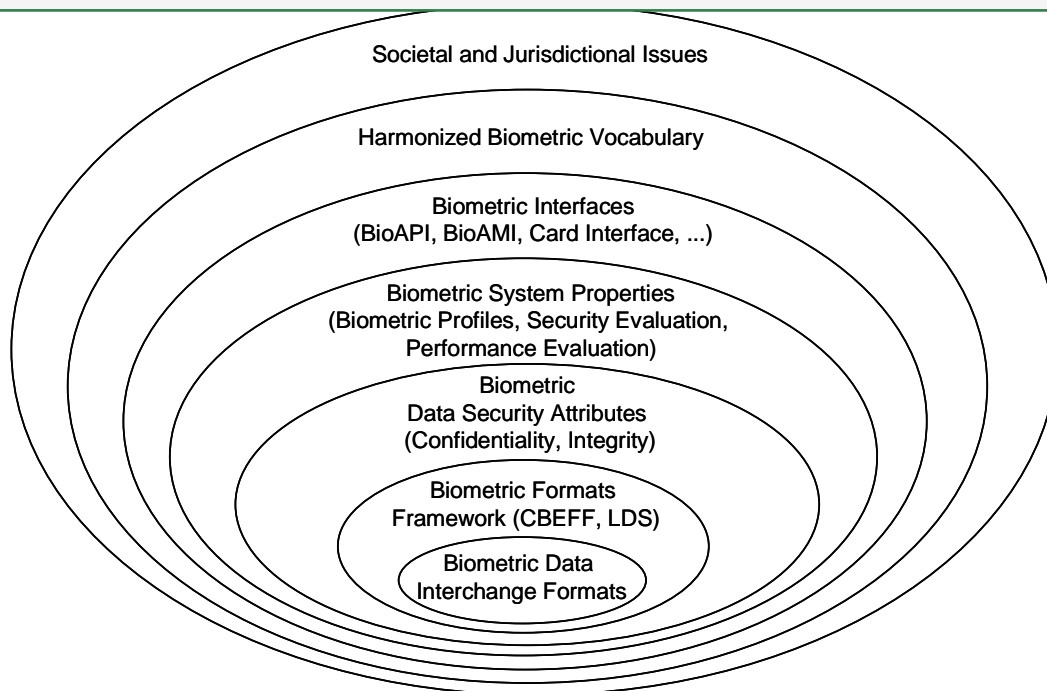 Societal and Jurisdictional Issues
Harmonized Biometric Vocabulary
Biometric Interfaces
(BioAPI, BioAMI, Card Interface, ...)
Biometric System Properties
(Biometric Profiles, Security Evaluation,
Performance Evaluation)
Biometric
Data Security Attributes
(Confidentiality, Integrity)
Biometric Formats
Framework (CBEFF, LDS)
Biometric Data
Interchange Formats